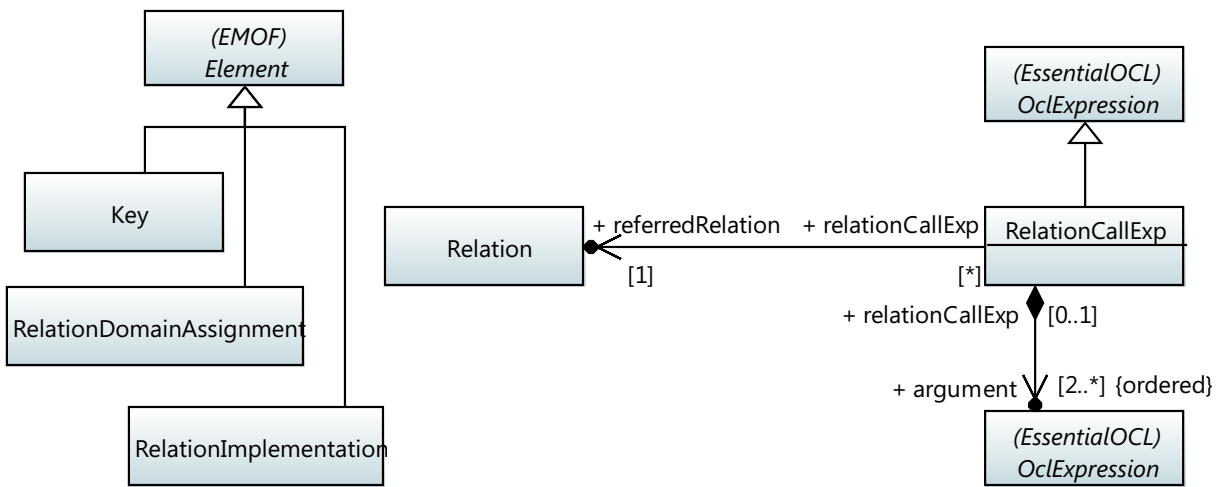 (EMOF)
Element
Key
RelationDomainAssignment
RelationImplementation
(EssentialOCL)
OclExpression
Relation
+ referredRelation
+ relationCallExp
RelationCallExp
[1]
[*]
+ relationCallExp
[0..1]
+ argument
[2..*] {ordered}
(EssentialOCL)
OclExpression